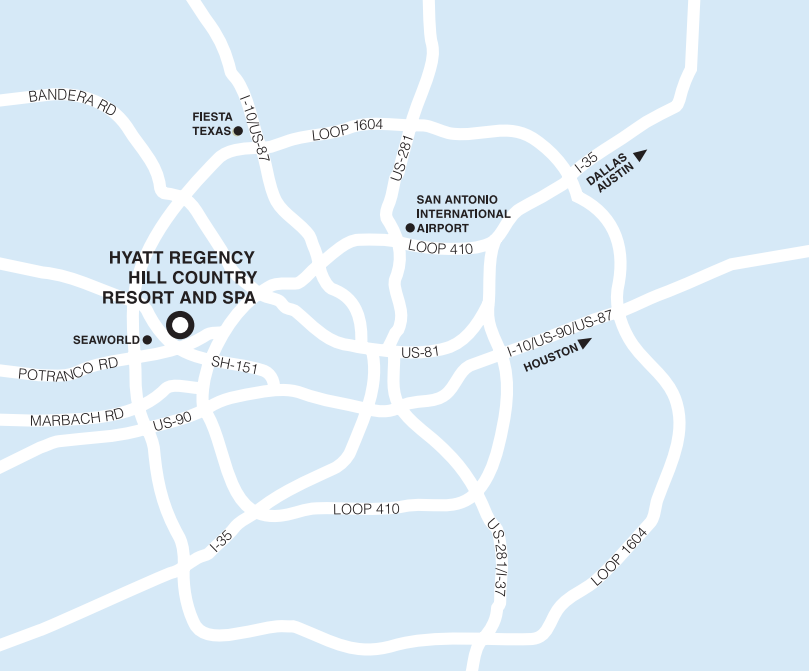 BANDERA RD
FIESTA
TEXAS
I-10/US-87
LOOP 1604
US-281
I-35
DALLAS
AUSTIN
SAN ANTONIO
INTERNATIONAL
AIRPORT
LOOP 410
HYATT REGENCY
HILL COUNTRY
RESORT AND SPA
SEAWORLD
POTRANCO RD
SH-151
US-81
I-10/US-90/US-87
HOUSTON
MARBACH RD
US-90
LOOP 410
I-35
US-281/I-37
LOOP 1604